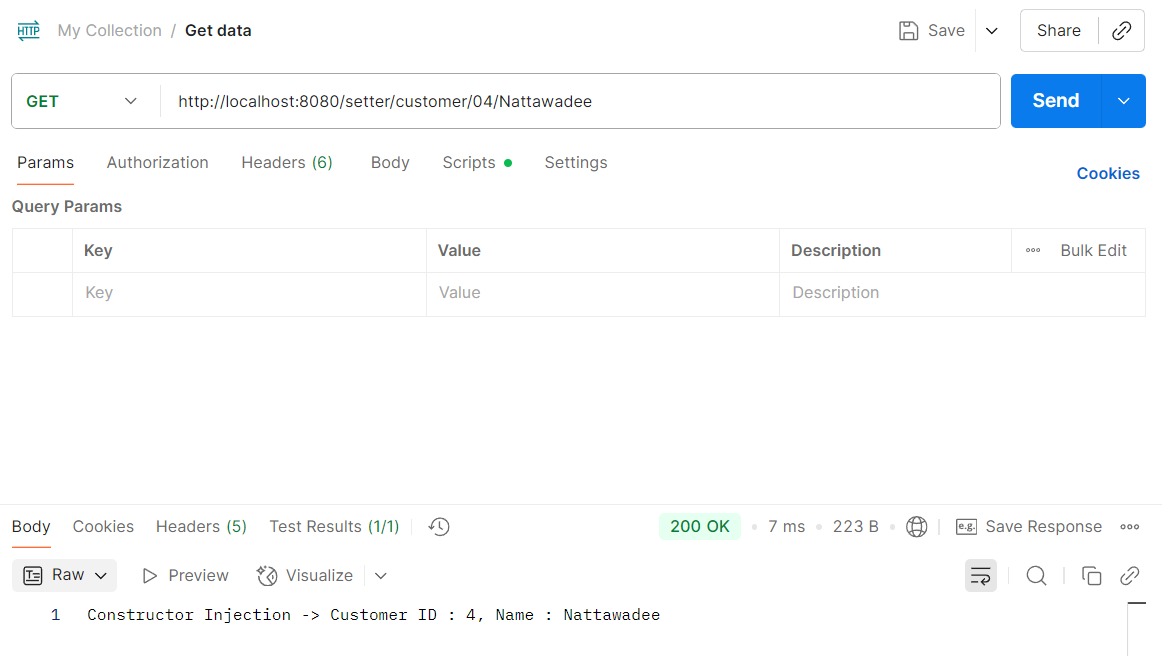 HTTP My Collection / Get data Save Share
GET http://localhost:8080/setter/customer/04/Nattawadee Send
Params Authorization Headers (6) Body Scripts Settings Cookies
Query Params
Key Value Description Bulk Edit
Key Value Description
Body Cookies Headers (5) Test Results (1/1) 200 OK 7 ms 223 B e.g. Save Response
Raw Preview Visualize
1 Constructor Injection -> Customer ID : 4, Name : Nattawadee